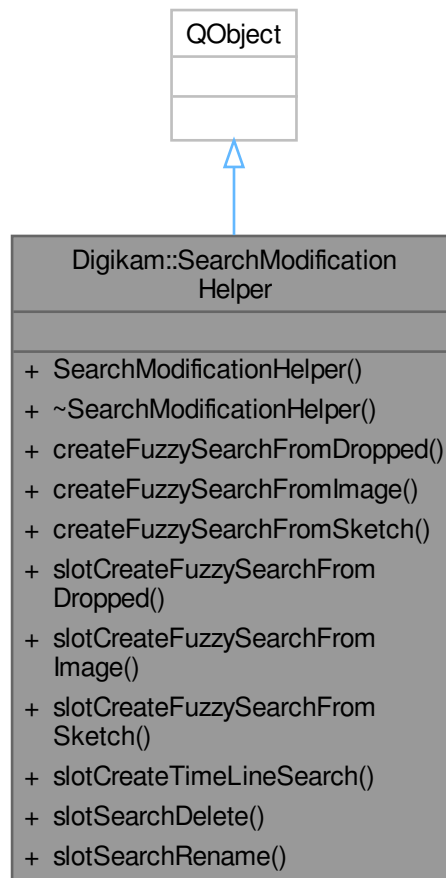 QObject
Digikam::SearchModification
Helper
+ SearchModificationHelper()
+ ~SearchModificationHelper()
+ createFuzzySearchFromDropped()
+ createFuzzySearchFromImage()
+ createFuzzySearchFromSketch()
+ slotCreateFuzzySearchFrom
Dropped()
+ slotCreateFuzzySearchFrom
Image()
+ slotCreateFuzzySearchFrom
Sketch()
+ slotCreateTimeLineSearch()
+ slotSearchDelete()
+ slotSearchRename()